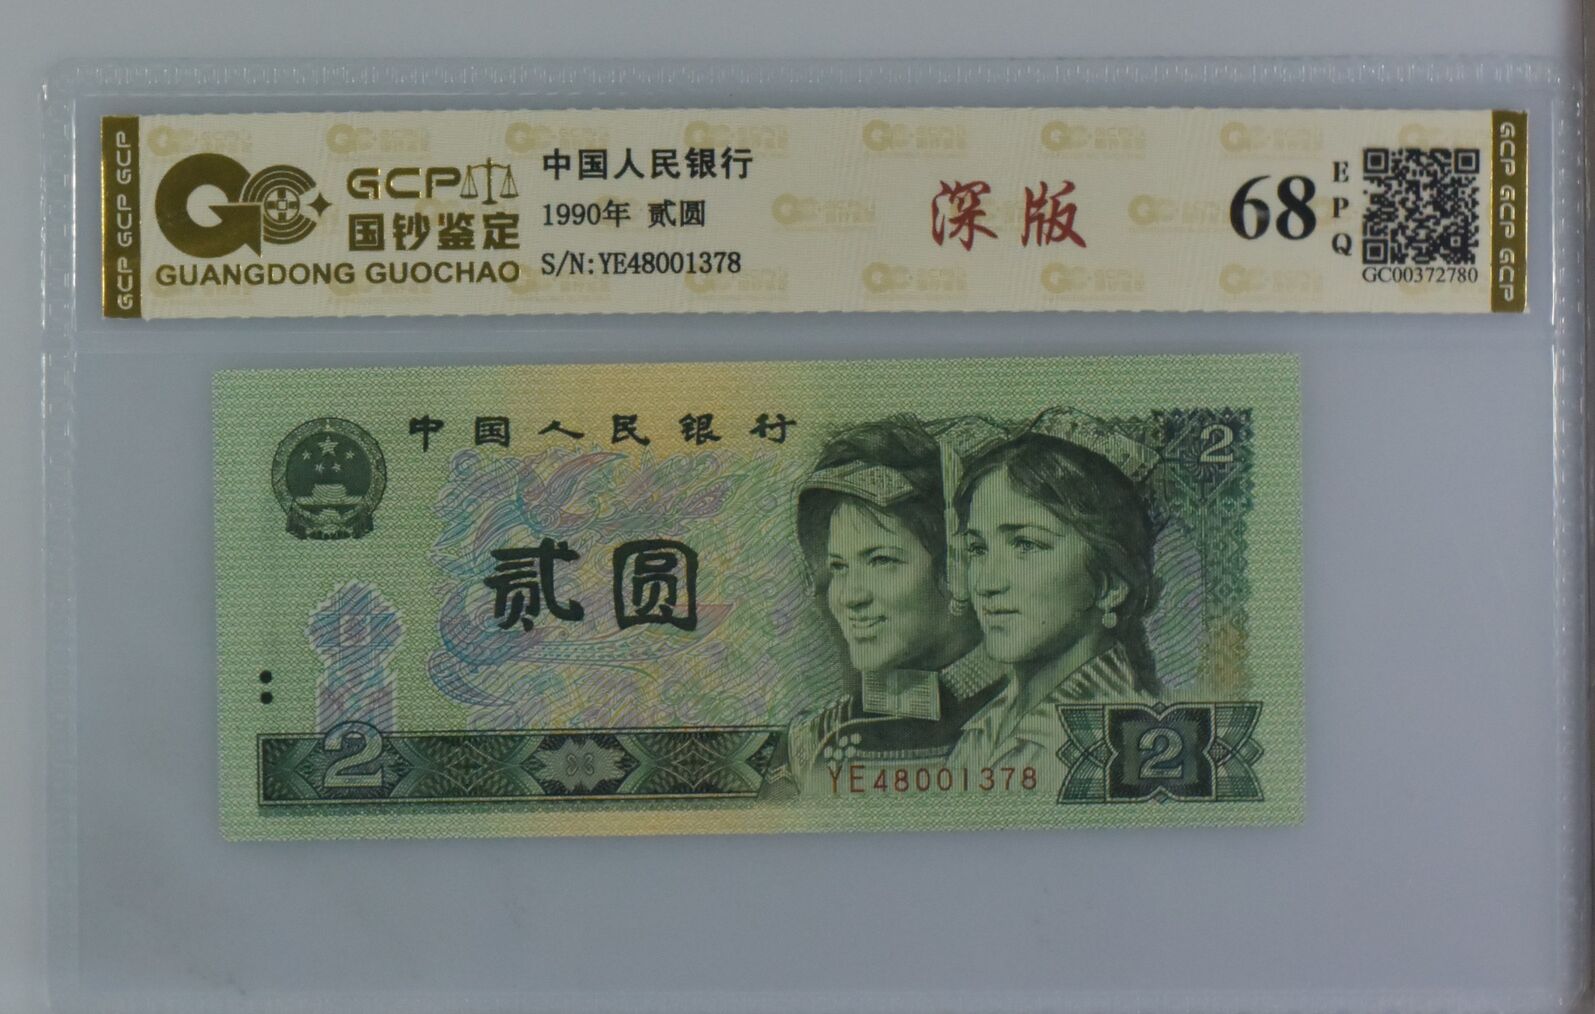 GCP GCP GCP
GCP
国钞鉴定
GUANGDONG GUOCHAO
中国人民银行
1990年 贰圆
S/N:YE48001378
深版
68
EPQ
GC00372780
GCP GCP GCP
中国人民银行
2
贰圆
2
YE48001378
2